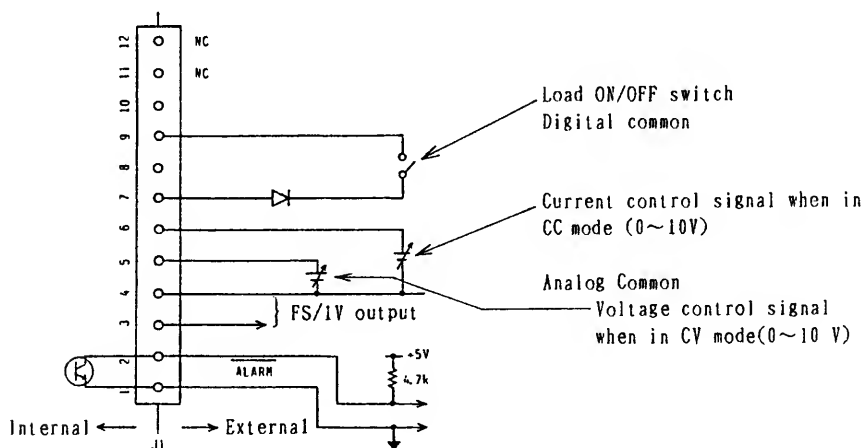 12 NC
11 NC
10
Load ON/OFF switch
Digital common
9
8
7
Current control signal when in
CC mode (0～10V)
6
5
Analog Common
Voltage control signal
when in CV mode(0～10 V)
4
FS/1V output
3
2
+5V
ALARM
4.7k
1
Internal
External
J1